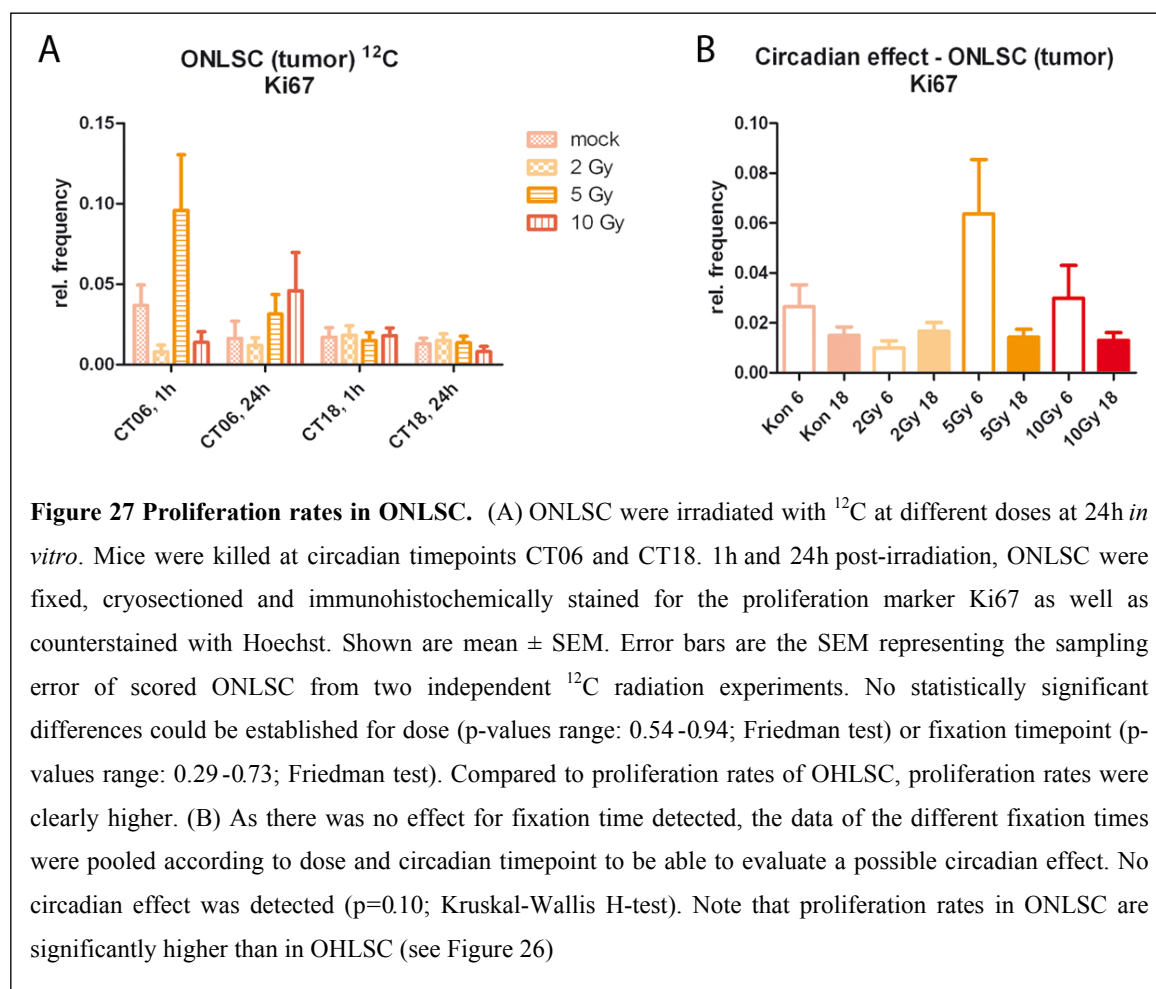 A
ONLSC (tumor) ¹²C
Ki67
rel. frequency
0.15
0.10
0.05
0.00
CT06, 1h
CT06, 24h
CT18, 1h
CT18, 24h
mock
2 Gy
5 Gy
10 Gy
B
Circadian effect - ONLSC (tumor)
Ki67
rel. frequency
0.10
0.08
0.06
0.04
0.02
0.00
Kon 6
Kon 18
2Gy 6
2Gy 18
5Gy 6
5Gy 18
10Gy 6
10Gy 18
Figure 27 Proliferation rates in ONLSC. (A) ONLSC were irradiated with ¹²C at different doses at 24h in
vitro. Mice were killed at circadian timepoints CT06 and CT18. 1h and 24h post-irradiation, ONLSC were
fixed, cryosectioned and immunohistochemically stained for the proliferation marker Ki67 as well as
counterstained with Hoechst. Shown are mean ± SEM. Error bars are the SEM representing the sampling
error of scored ONLSC from two independent ¹²C radiation experiments. No statistically significant
differences could be established for dose (p-values range: 0.54-0.94; Friedman test) or fixation timepoint (p-
values range: 0.29-0.73; Friedman test). Compared to proliferation rates of OHLSC, proliferation rates were
clearly higher. (B) As there was no effect for fixation time detected, the data of the different fixation times
were pooled according to dose and circadian timepoint to be able to evaluate a possible circadian effect. No
circadian effect was detected (p=0.10; Kruskal-Wallis H-test). Note that proliferation rates in ONLSC are
significantly higher than in OHLSC (see Figure 26)